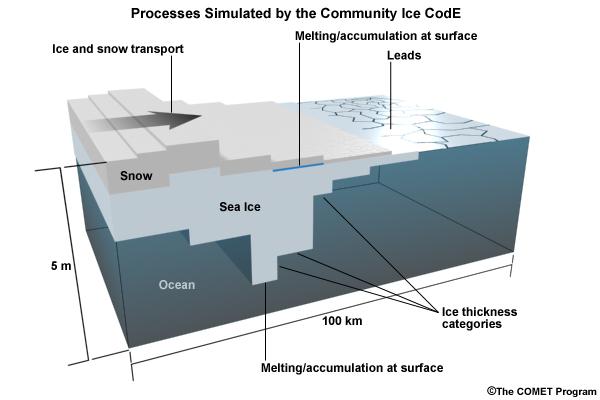 Processes Simulated by the Community Ice CodE
Melting/accumulation at surface
Ice and snow transport
Leads
Snow
Sea Ice
5 m
Ocean
Ice thickness
categories
100 km
Melting/accumulation at surface
©The COMET Program